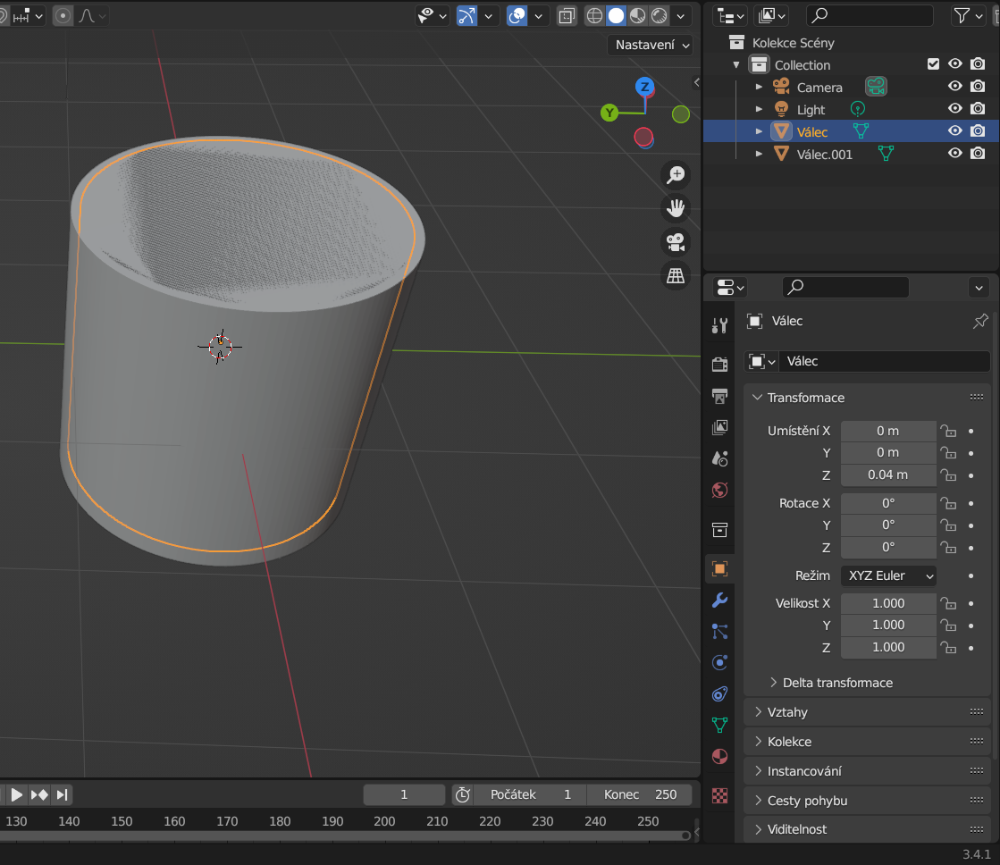 Nastavení
Z
Y
1
Počátek 1
Konec 250
130 140 150 160 170 180 190 200 210 220 230 240 250
Kolekce Scény
Collection
Camera
Light
Válec
Válec.001
Válec
Válec
Transformace
Umístění X 0 m
Y 0 m
Z 0.04 m
Rotace X 0°
Y 0°
Z 0°
Režim XYZ Euler
Velikost X 1.000
Y 1.000
Z 1.000
Delta transformace
Vztahy
Kolekce
Instancování
Cesty pohybu
Viditelnost
3.4.1